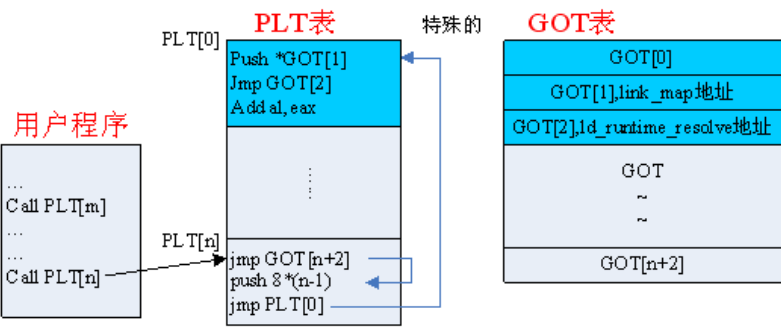 PLT表
特殊的
GOT表
PLT[0]
Push *GOT[1]
Jmp GOT[2]
Add al, eax
GOT[0]
GOT[1],link_map地址
GOT[2],ld_runtime_resolve地址
GOT
~
~
GOT[n+2]
用户程序
...
Call PLT[m]
...
...
Call PLT[n]
PLT[n]
jmp GOT[n+2]
push 8*(n-1)
jmp PLT[0]